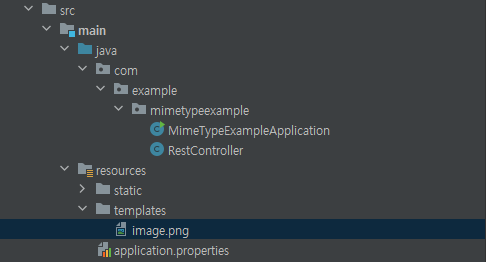 src
main
java
com
example
mimetypeexample
MimeTypeExampleApplication
RestController
resources
static
templates
image.png
application.properties